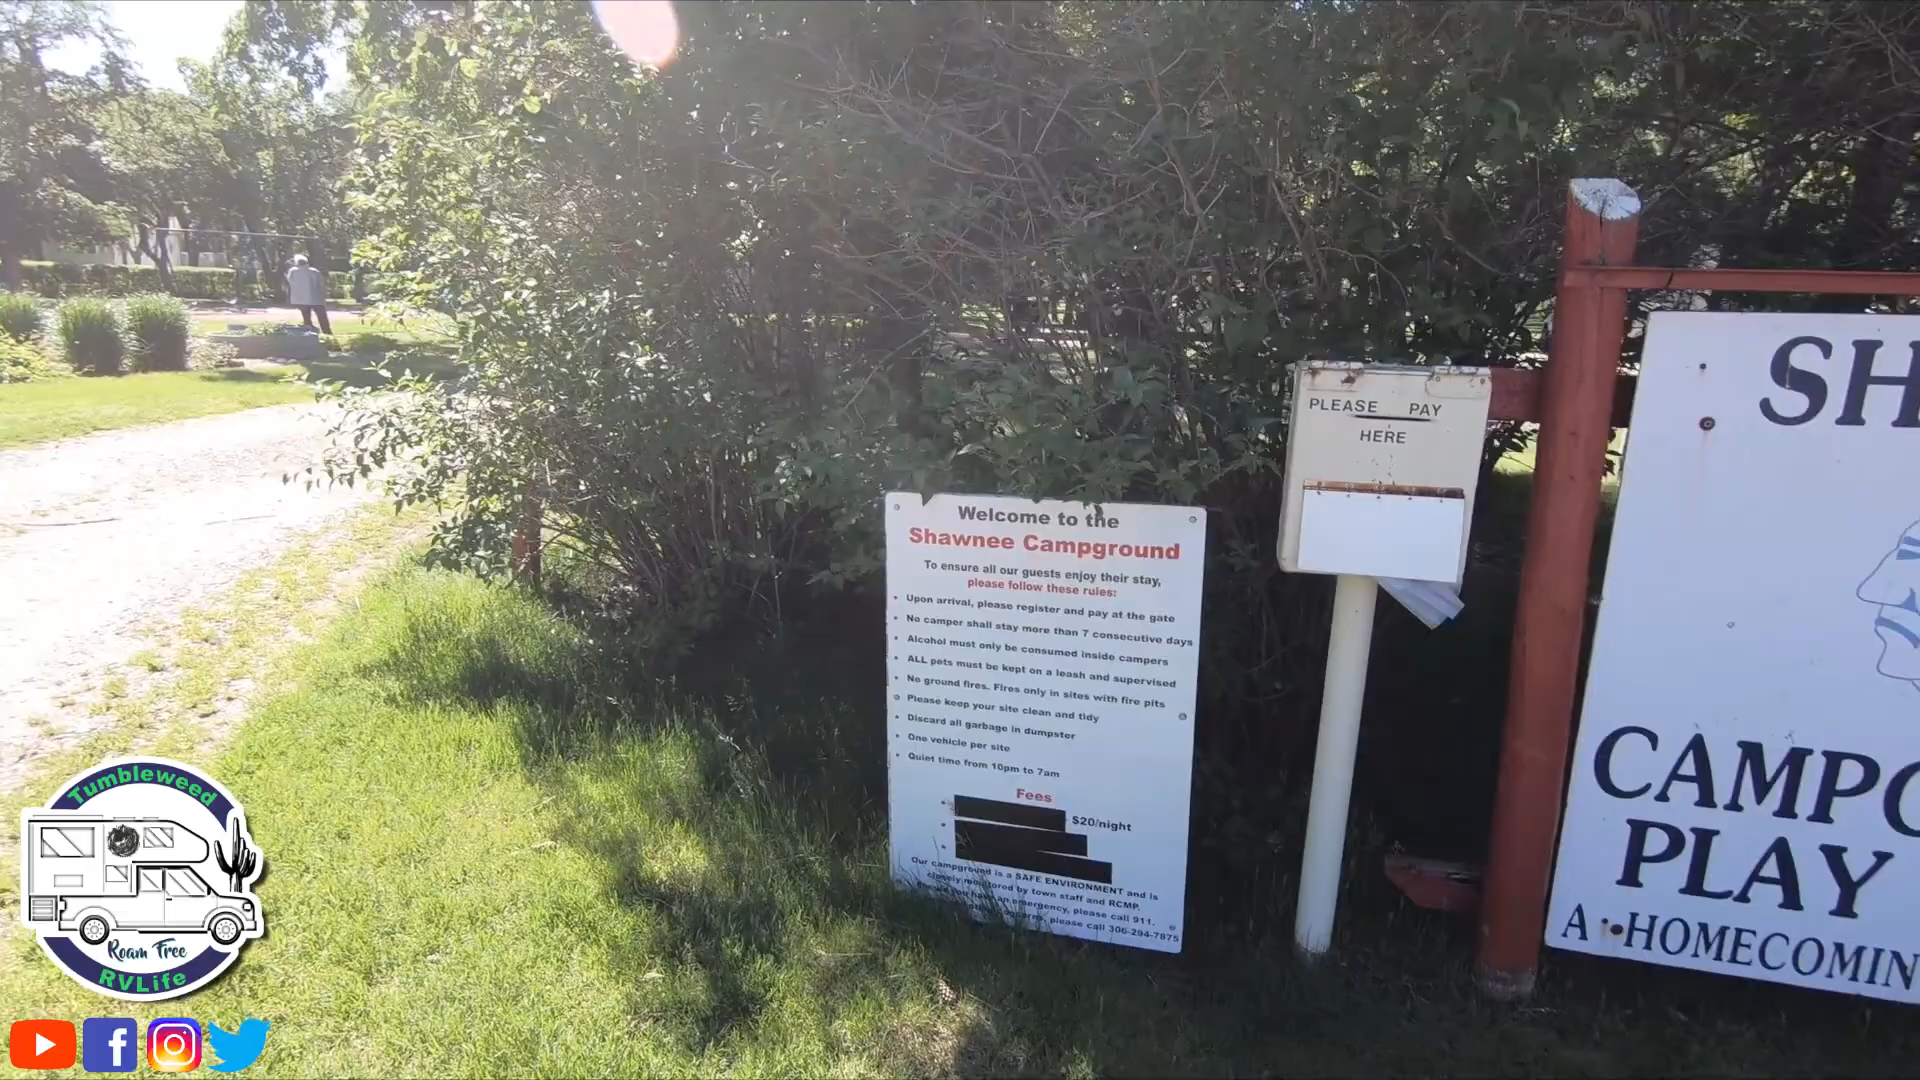 PLEASE PAY
HERE
SH
CAMPG
PLAY
A HOMECOMIN
Welcome to the
Shawnee Campground
To ensure all our guests enjoy their stay,
please follow these rules:
• Upon arrival, please register and pay at the gate
• No camper shall stay more than 7 consecutive days
• Alcohol must only be consumed inside campers
• ALL pets must be kept on a leash and supervised
• No ground fires. Fires only in sites with fire pits
• Please keep your site clean and tidy
• Discard all garbage in dumpster
• One vehicle per site
• Quiet time from 10pm to 7am
Fees
• $20/night
Our campground is a SAFE ENVIRONMENT and is
closely monitored by town staff and RCMP.
Should you have an emergency, please call 911.
concerns, please call 306-294-7875
Tumbleweed
Roam Free
RVLife